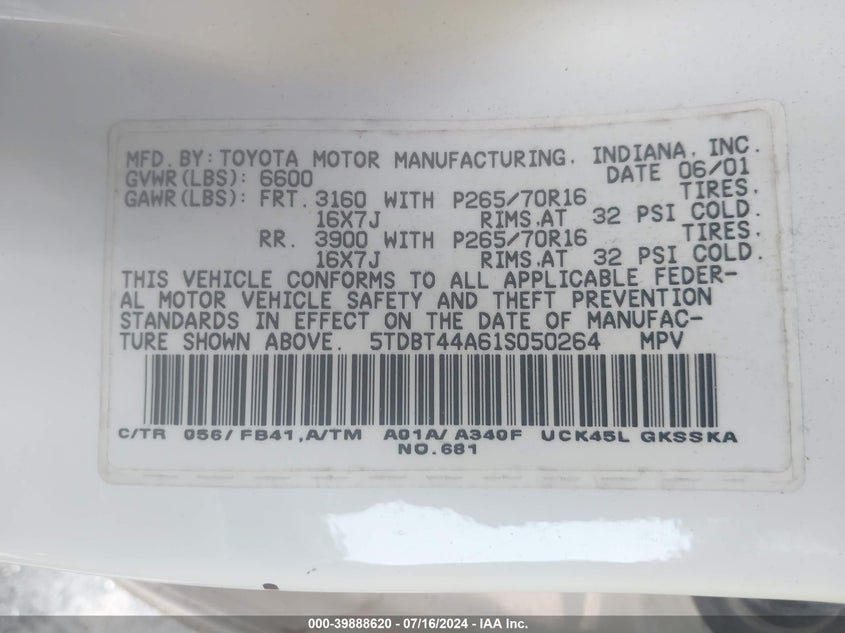 MFD. BY: TOYOTA MOTOR MANUFACTURING, INDIANA, INC.
GVWR(LBS): 6600 DATE 06/01
GAWR(LBS): FRT. 3160 WITH P265/70R16 TIRES.
16X7J RIMS.AT 32 PSI COLD.
RR. 3900 WITH P265/70R16 TIRES.
16X7J RIMS.AT 32 PSI COLD.
THIS VEHICLE CONFORMS TO ALL APPLICABLE FEDER-
AL MOTOR VEHICLE SAFETY AND THEFT PREVENTION
STANDARDS IN EFFECT ON THE DATE OF MANUFAC-
TURE SHOWN ABOVE. 5TDBT44A61S050264 MPV
C/TR 056/ FB41,A/TM A01A/ A340F UCK45L GKSSKA
NO.681
000-39888620 - 07/16/2024 - IAA Inc.